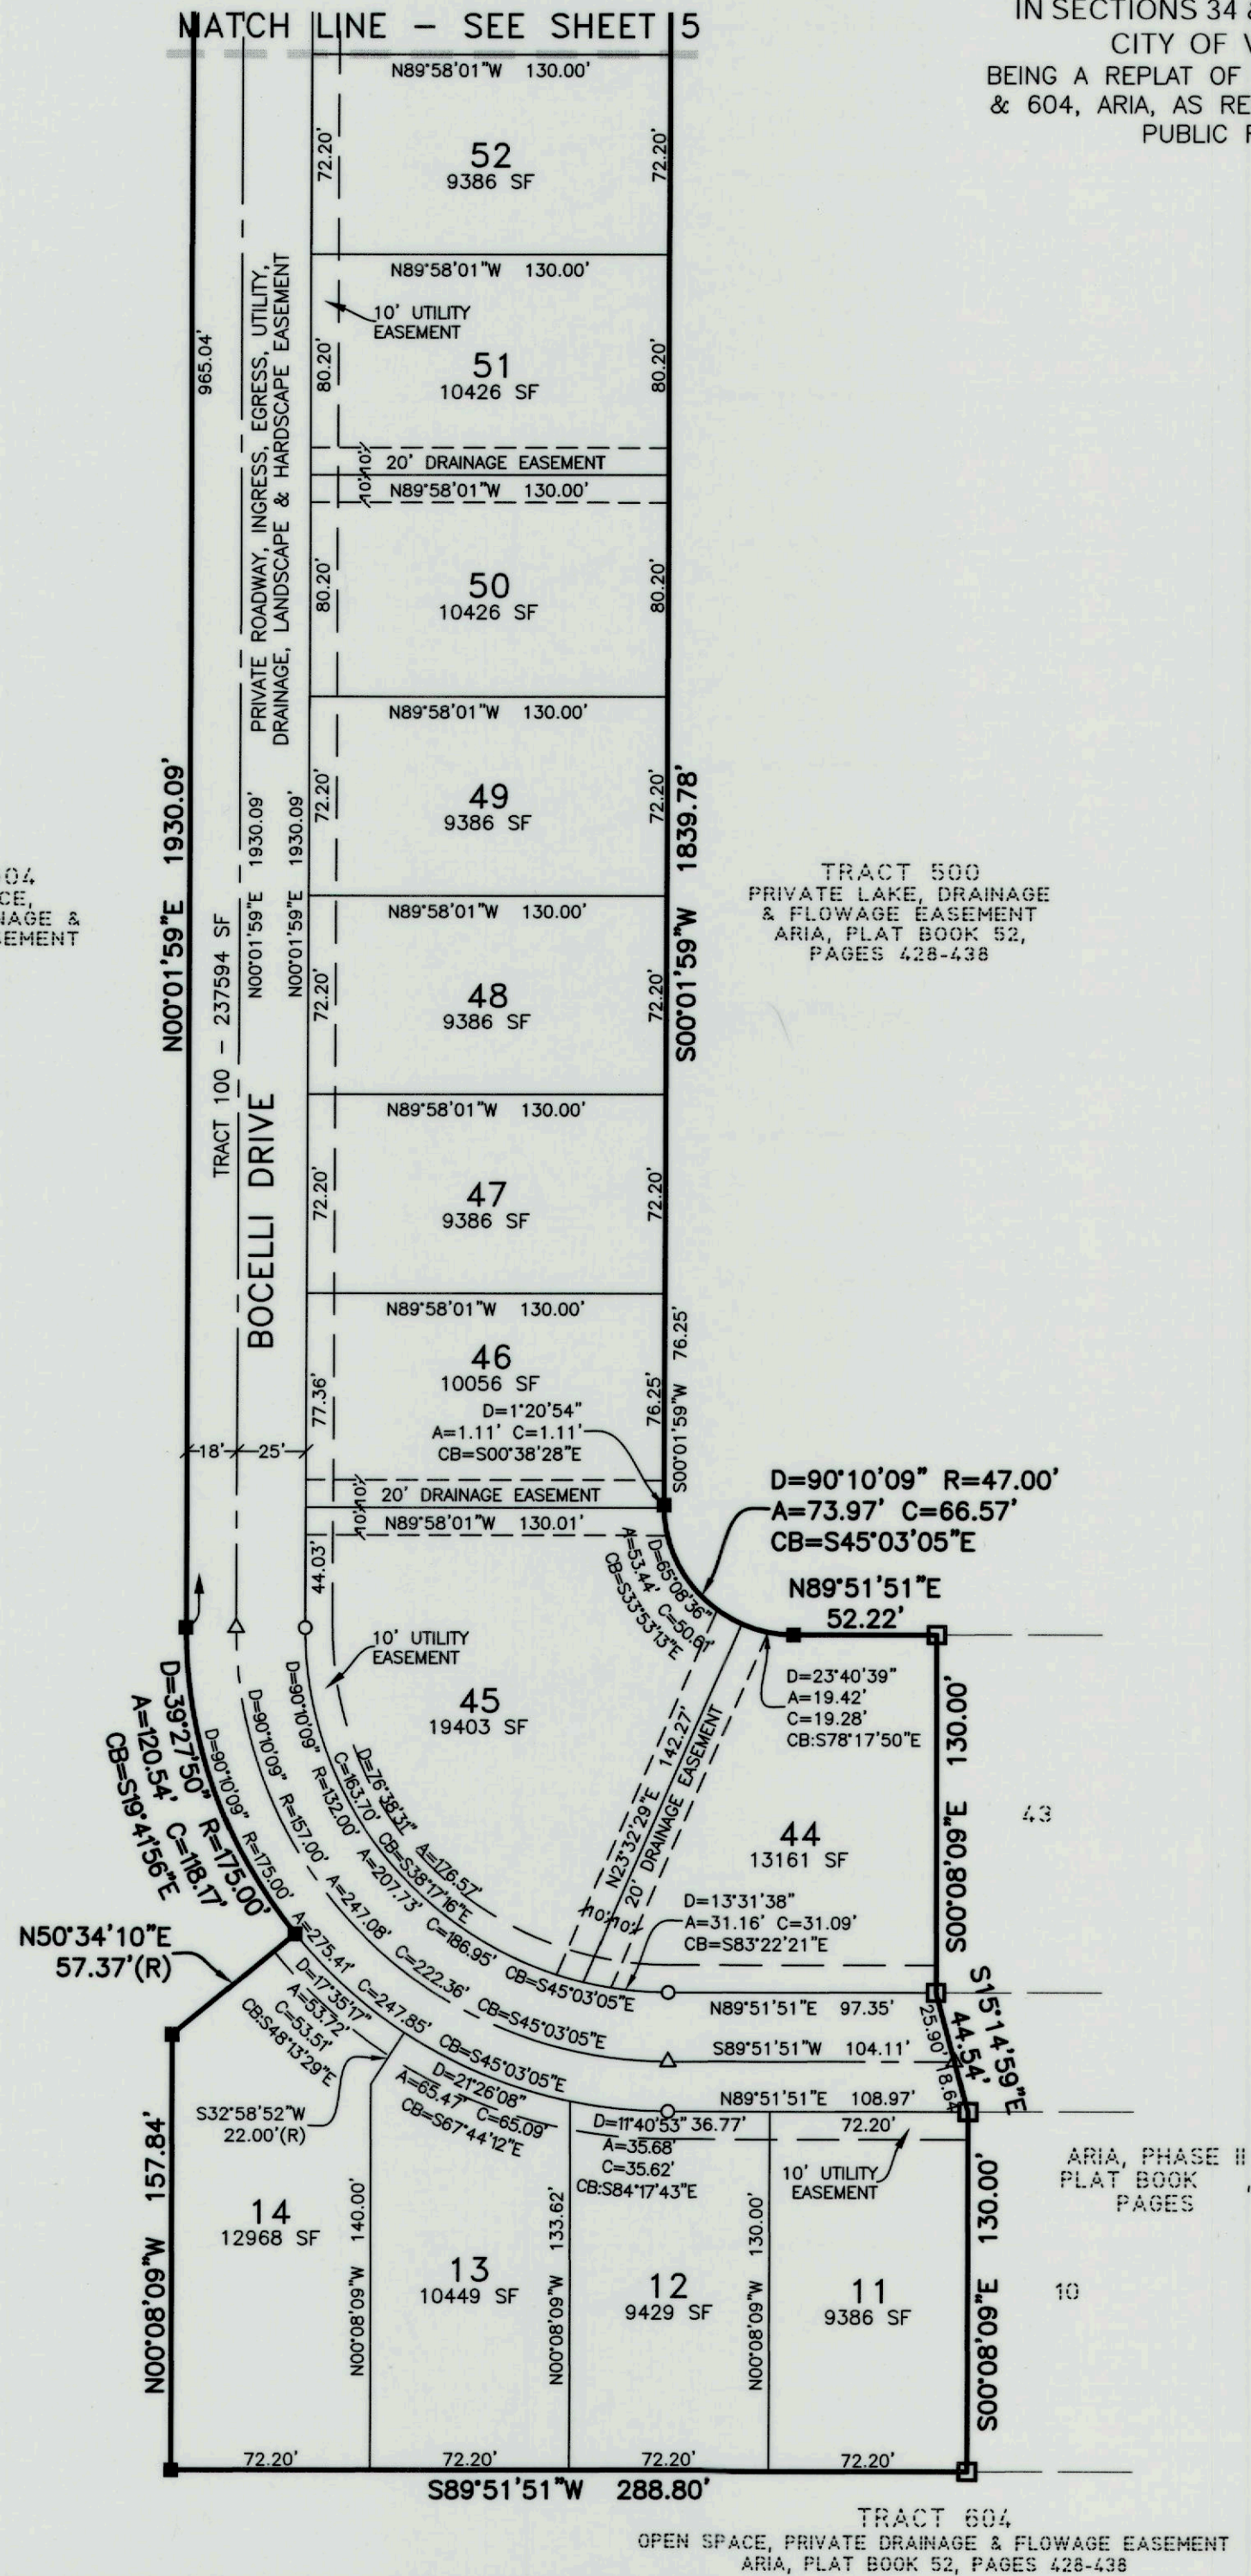 MATCH LINE - SEE SHEET 5
IN SECTIONS 34 &
CITY OF
BEING A REPLAT OF
& 604, ARIA, AS RE
PUBLIC
N89°58'01"W 130.00'
72.20'
52
9386 SF
72.20'
N89°58'01"W 130.00'
10' UTILITY
EASEMENT
965.04'
PRIVATE ROADWAY, INGRESS, EGRESS, UTILITY,
DRAINAGE, LANDSCAPE & HARDSCAPE EASEMENT
80.20'
51
10426 SF
80.20'
10'
10'
20' DRAINAGE EASEMENT
N89°58'01"W 130.00'
80.20'
50
10426 SF
80.20'
N89°58'01"W 130.00'
N00°01'59"E 1930.09'
N00°01'59"E 1930.09'
N00°01'59"E 1930.09'
72.20'
49
9386 SF
72.20'
S00°01'59"W 1839.78'
04
CE,
NAGE &
SEMENT
TRACT 500
PRIVATE LAKE, DRAINAGE
& FLOWAGE EASEMENT
ARIA, PLAT BOOK 52,
PAGES 428-438
N89°58'01"W 130.00'
TRACT 100 - 237594 SF
72.20'
48
9386 SF
72.20'
N89°58'01"W 130.00'
BOCELLI DRIVE
72.20'
47
9386 SF
72.20'
N89°58'01"W 130.00'
77.36'
46
10056 SF
76.25'
S00°01'59"W 76.25'
D=1°20'54"
A=1.11' C=1.11'
CB=S00°38'28"E
18'
25'
10'
10'
20' DRAINAGE EASEMENT
N89°58'01"W 130.01'
D=90°10'09" R=47.00'
A=73.97' C=66.57'
CB=S45°03'05"E
44.03'
D=65°08'36"
A=53.44' C=50.61'
CB=S33°53'13"E
N89°51'51"E
52.22'
10' UTILITY
EASEMENT
45
19403 SF
D=23°40'39"
A=19.42'
C=19.28'
CB:S78°17'50"E
D=39°27'50" R=175.00'
A=120.54' C=118.17'
CB=S19°41'56"E
D=90°10'09" R=175.00' A=275.41' C=247.85' CB=S45°03'05"E
D=90°10'09" R=157.00' A=247.08' C=222.36' CB=S45°03'05"E
D=90°10'09" R=132.00' A=207.73' C=186.95' CB=S45°03'05"E
D=76°38'31" A=176.57'
C=163.70' CB=S38°17'16"E
N23°32'29"E 142.27'
20' DRAINAGE EASEMENT
10'
10'
44
13161 SF
130.00'
S00°08'09"E
43
D=13°31'38"
A=31.16' C=31.09'
CB=S83°22'21"E
N50°34'10"E
57.37'(R)
N89°51'51"E 97.35'
S15°14'59"E
44.54'
25.90'
18.64'
S89°51'51"W 104.11'
D=17°35'17"
A=53.72'
C=53.51'
CB:S48°13'29"E
N89°51'51"E 108.97'
S32°58'52"W
22.00'(R)
D=21°26'08"
A=65.47' C=65.09'
CB=S67°44'12"E
D=11°40'53"
36.77'
A=35.68'
C=35.62'
CB:S84°17'43"E
72.20'
10' UTILITY
EASEMENT
ARIA, PHASE II
PLAT BOOK ,
PAGES
N00°08'09"W 157.84'
14
12968 SF
N00°08'09"W 140.00'
13
10449 SF
N00°08'09"W 133.62'
12
9429 SF
N00°08'09"W 130.00'
11
9386 SF
S00°08'09"E 130.00'
10
72.20'
72.20'
72.20'
72.20'
S89°51'51"W 288.80'
TRACT 604
OPEN SPACE, PRIVATE DRAINAGE & FLOWAGE EASEMENT
ARIA, PLAT BOOK 52, PAGES 428-438